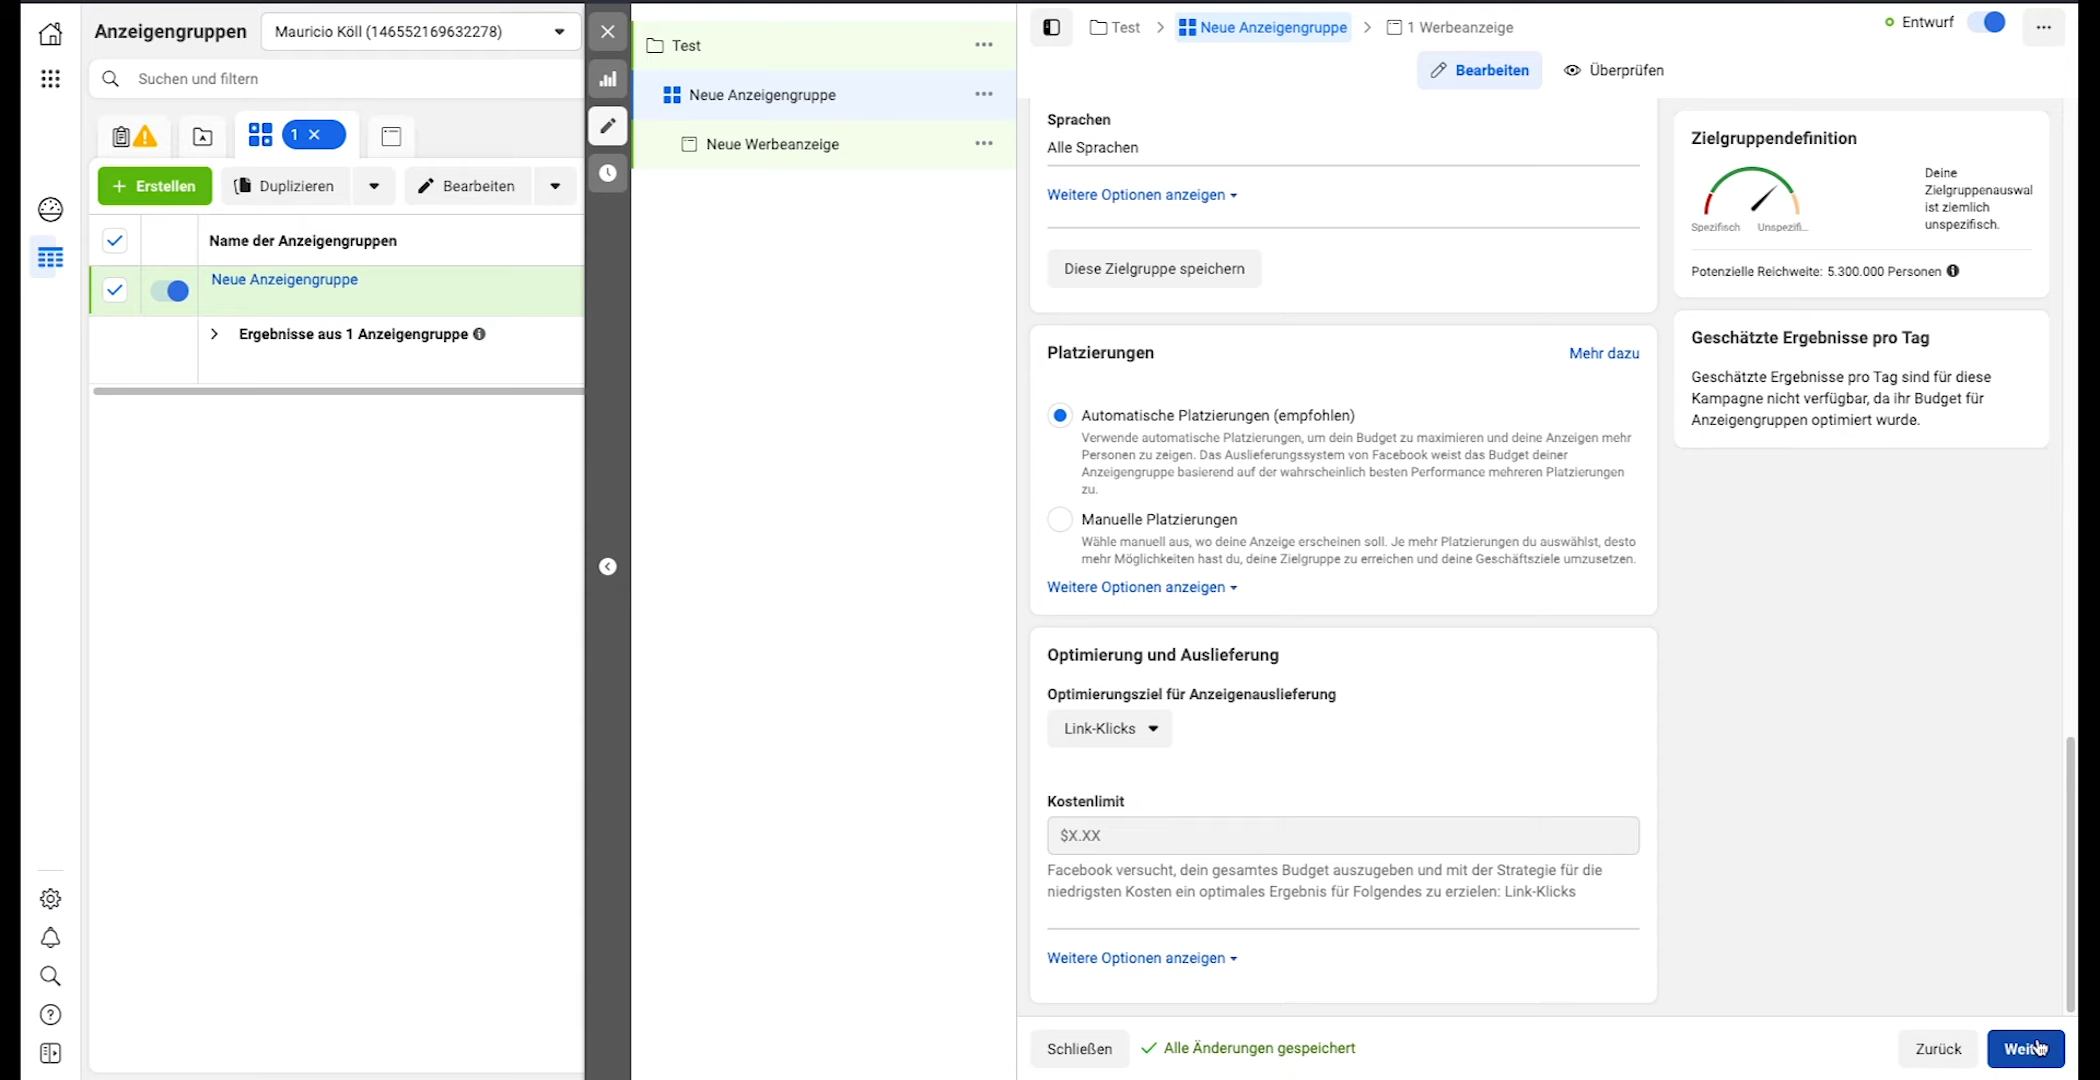 Anzeigengruppen
Mauricio Köll (146552169632278)
Suchen und filtern
1
Erstellen
Duplizieren
Bearbeiten
Name der Anzeigengruppen
Neue Anzeigengruppe
Ergebnisse aus 1 Anzeigengruppe
Test
Neue Anzeigengruppe
Neue Werbeanzeige
Test
Neue Anzeigengruppe
1 Werbeanzeige
Entwurf
Bearbeiten
Überprüfen
Sprachen
Alle Sprachen
Weitere Optionen anzeigen
Diese Zielgruppe speichern
Platzierungen
Mehr dazu
Automatische Platzierungen (empfohlen)
Verwende automatische Platzierungen, um dein Budget zu maximieren und deine Anzeigen mehr
Personen zu zeigen. Das Auslieferungssystem von Facebook weist das Budget deiner
Anzeigengruppe basierend auf der wahrscheinlich besten Performance mehreren Platzierungen
zu.
Manuelle Platzierungen
Wähle manuell aus, wo deine Anzeige erscheinen soll. Je mehr Platzierungen du auswählst, desto
mehr Möglichkeiten hast du, deine Zielgruppe zu erreichen und deine Geschäftsziele umzusetzen.
Weitere Optionen anzeigen
Optimierung und Auslieferung
Optimierungsziel für Anzeigenauslieferung
Link-Klicks
Kostenlimit
$X.XX
Facebook versucht, dein gesamtes Budget auszugeben und mit der Strategie für die
niedrigsten Kosten ein optimales Ergebnis für Folgendes zu erzielen: Link-Klicks
Weitere Optionen anzeigen
Schließen
Alle Änderungen gespeichert
Zurück
Weiter
Zielgruppendefinition
Spezifisch
Unspezifi...
Deine
Zielgruppenauswal
ist ziemlich
unspezifisch.
Potenzielle Reichweite: 5.300.000 Personen
Geschätzte Ergebnisse pro Tag
Geschätzte Ergebnisse pro Tag sind für diese
Kampagne nicht verfügbar, da ihr Budget für
Anzeigengruppen optimiert wurde.